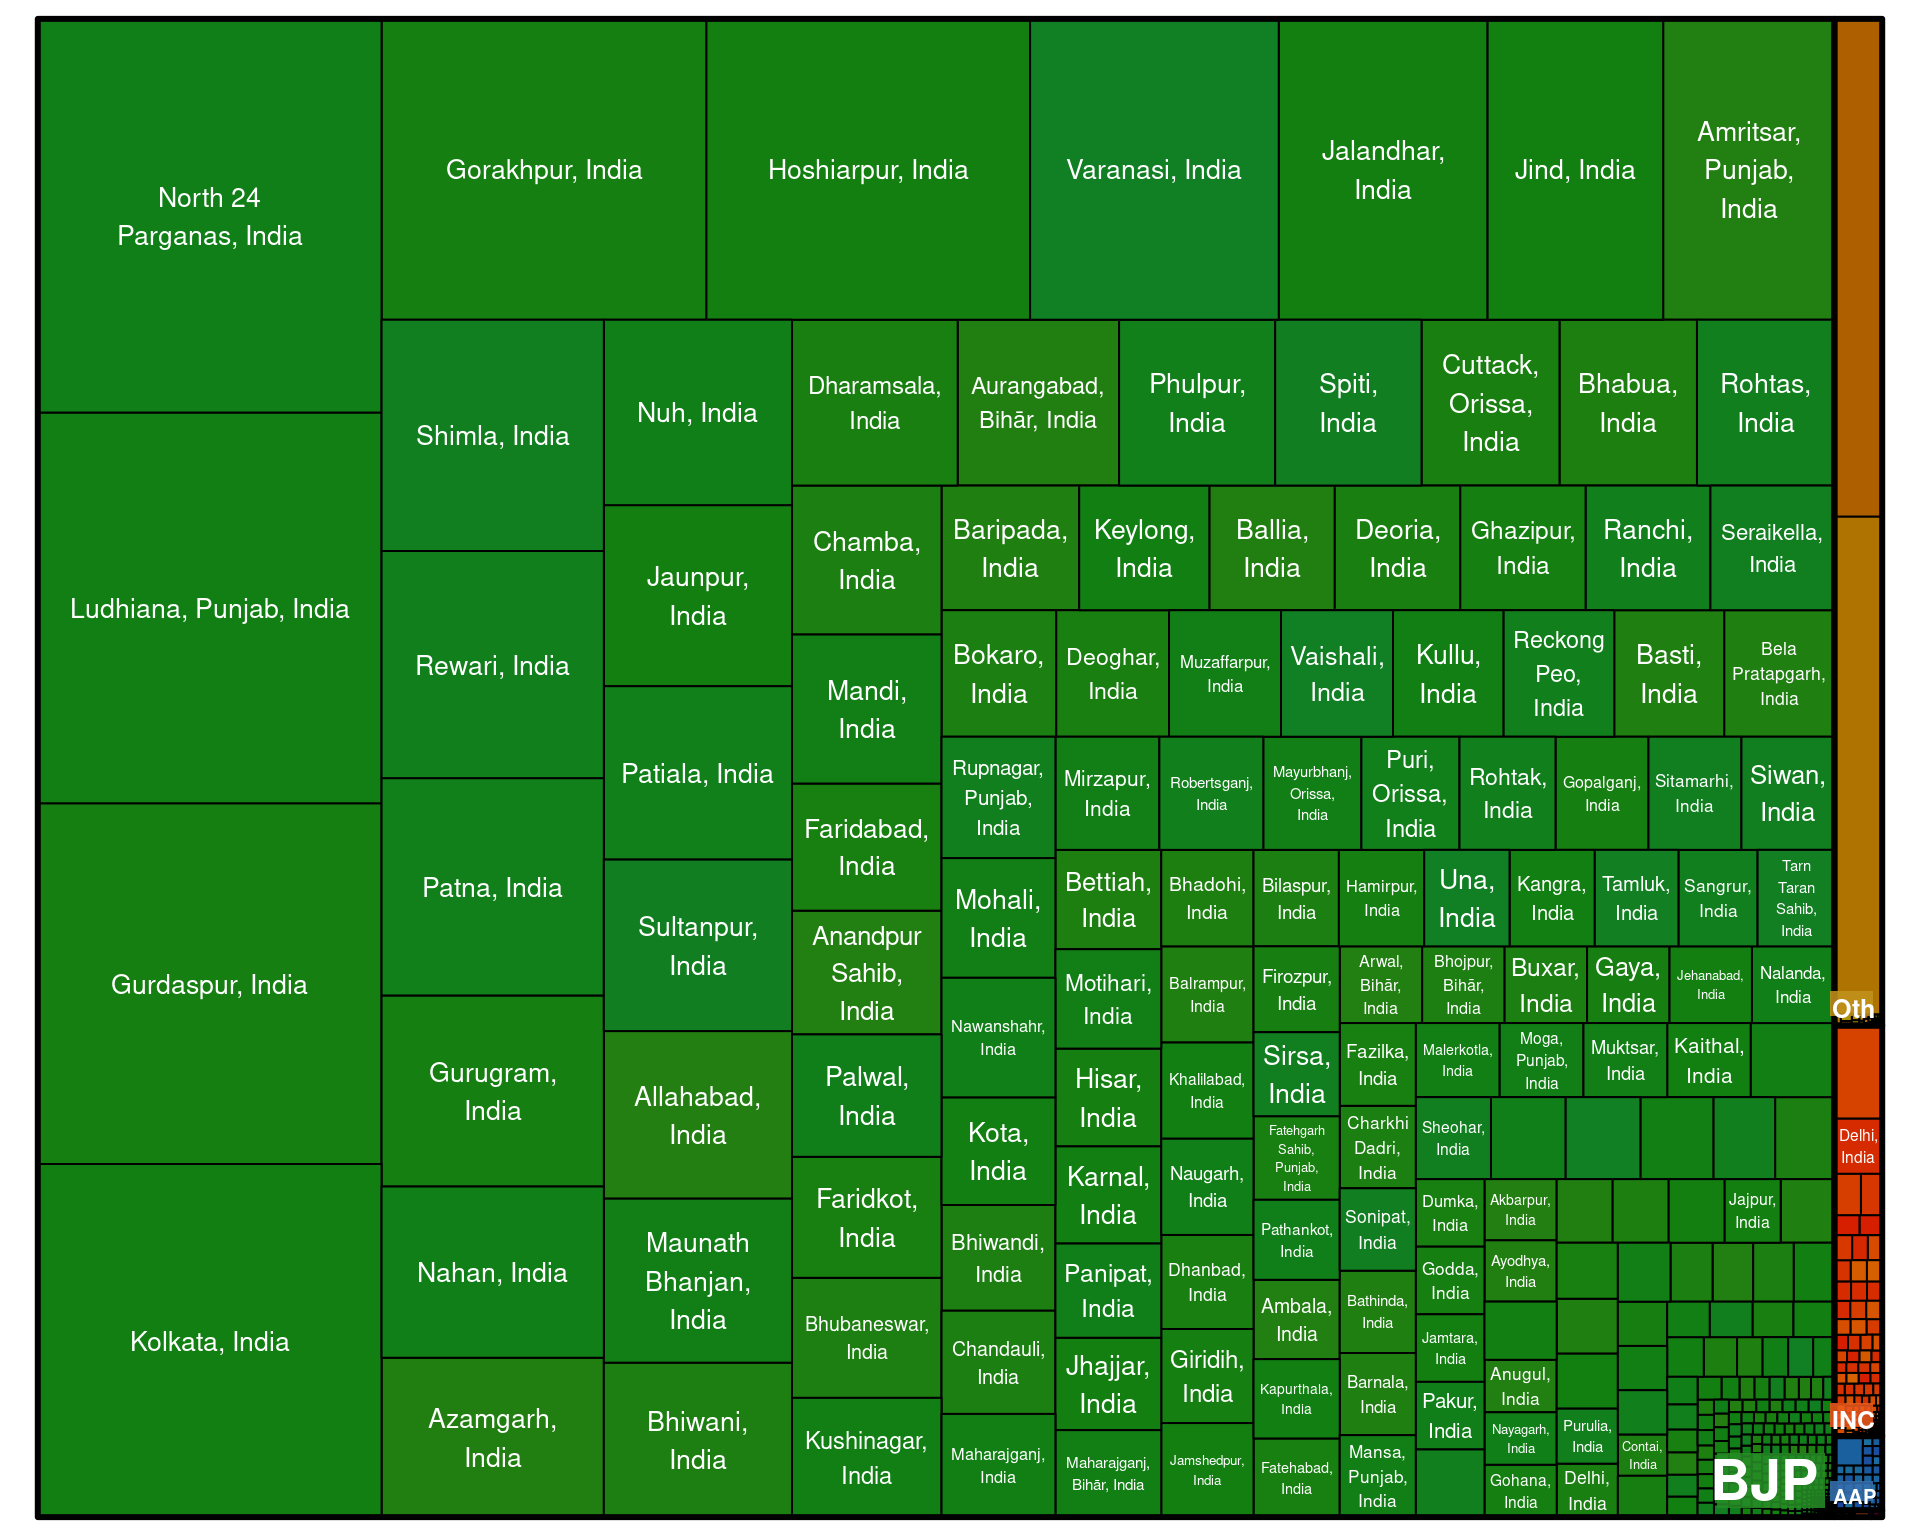 North 24
Parganas, India
Ludhiana, Punjab, India
Gurdaspur, India
Kolkata, India
Gorakhpur, India
Hoshiarpur, India
Varanasi, India
Jalandhar,
India
Jind, India
Amritsar,
Punjab,
India
Shimla, India
Rewari, India
Patna, India
Gurugram,
India
Nahan, India
Azamgarh,
India
Nuh, India
Jaunpur,
India
Patiala, India
Sultanpur,
India
Allahabad,
India
Maunath
Bhanjan,
India
Bhiwani,
India
Dharamsala,
India
Aurangabad,
Bihār, India
Phulpur,
India
Spiti,
India
Cuttack,
Orissa,
India
Bhabua,
India
Rohtas,
India
Chamba,
India
Mandi,
India
Faridabad,
India
Anandpur
Sahib,
India
Palwal,
India
Faridkot,
India
Bhubaneswar,
India
Kushinagar,
India
Baripada,
India
Keylong,
India
Ballia,
India
Deoria,
India
Ghazipur,
India
Ranchi,
India
Seraikella,
India
Bokaro,
India
Deoghar,
India
Muzaffarpur,
India
Vaishali,
India
Kullu,
India
Reckong
Peo,
India
Basti,
India
Bela
Pratapgarh,
India
Rupnagar,
Punjab,
India
Mohali,
India
Nawanshahr,
India
Kota,
India
Bhiwandi,
India
Chandauli,
India
Maharajganj,
India
Mirzapur,
India
Robertsganj,
India
Mayurbhanj,
Orissa,
India
Puri,
Orissa,
India
Rohtak,
India
Gopalganj,
India
Sitamarhi,
India
Siwan,
India
Bettiah,
India
Motihari,
India
Hisar,
India
Karnal,
India
Panipat,
India
Jhajjar,
India
Maharajganj,
Bihār, India
Bhadohi,
India
Bilaspur,
India
Hamirpur,
India
Una,
India
Kangra,
India
Tamluk,
India
Sangrur,
India
Tarn
Taran
Sahib,
India
Balrampur,
India
Khalilabad,
India
Naugarh,
India
Dhanbad,
India
Giridih,
India
Jamshedpur,
India
Firozpur,
India
Sirsa,
India
Fatehgarh
Sahib,
Punjab,
India
Pathankot,
India
Ambala,
India
Kapurthala,
India
Fatehabad,
India
Arwal,
Bihār,
India
Bhojpur,
Bihār,
India
Buxar,
India
Gaya,
India
Jehanabad,
India
Nalanda,
India
Fazilka,
India
Charkhi
Dadri,
India
Sonipat,
India
Bathinda,
India
Barnala,
India
Mansa,
Punjab,
India
Malerkotla,
India
Moga,
Punjab,
India
Muktsar,
India
Kaithal,
India
Sheohar,
India
Dumka,
India
Godda,
India
Jamtara,
India
Pakur,
India
Akbarpur,
India
Ayodhya,
India
Anugul,
India
Nayagarh,
India
Gohana,
India
Jajpur,
India
Purulia,
India
Delhi,
India
Contai,
India
BJP
Oth
Delhi,
India
INC
AAP